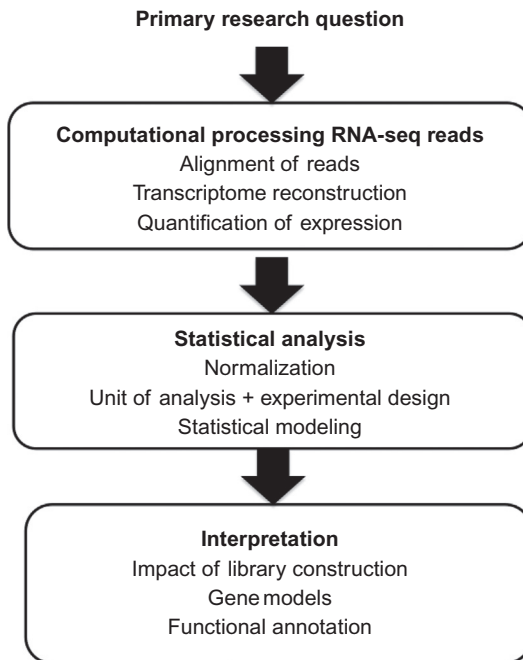 Primary research question
Computational processing RNA-seq reads
Alignment of reads
Transcriptome reconstruction
Quantification of expression
Statistical analysis
Normalization
Unit of analysis + experimental design
Statistical modeling
Interpretation
Impact of library construction
Gene models
Functional annotation